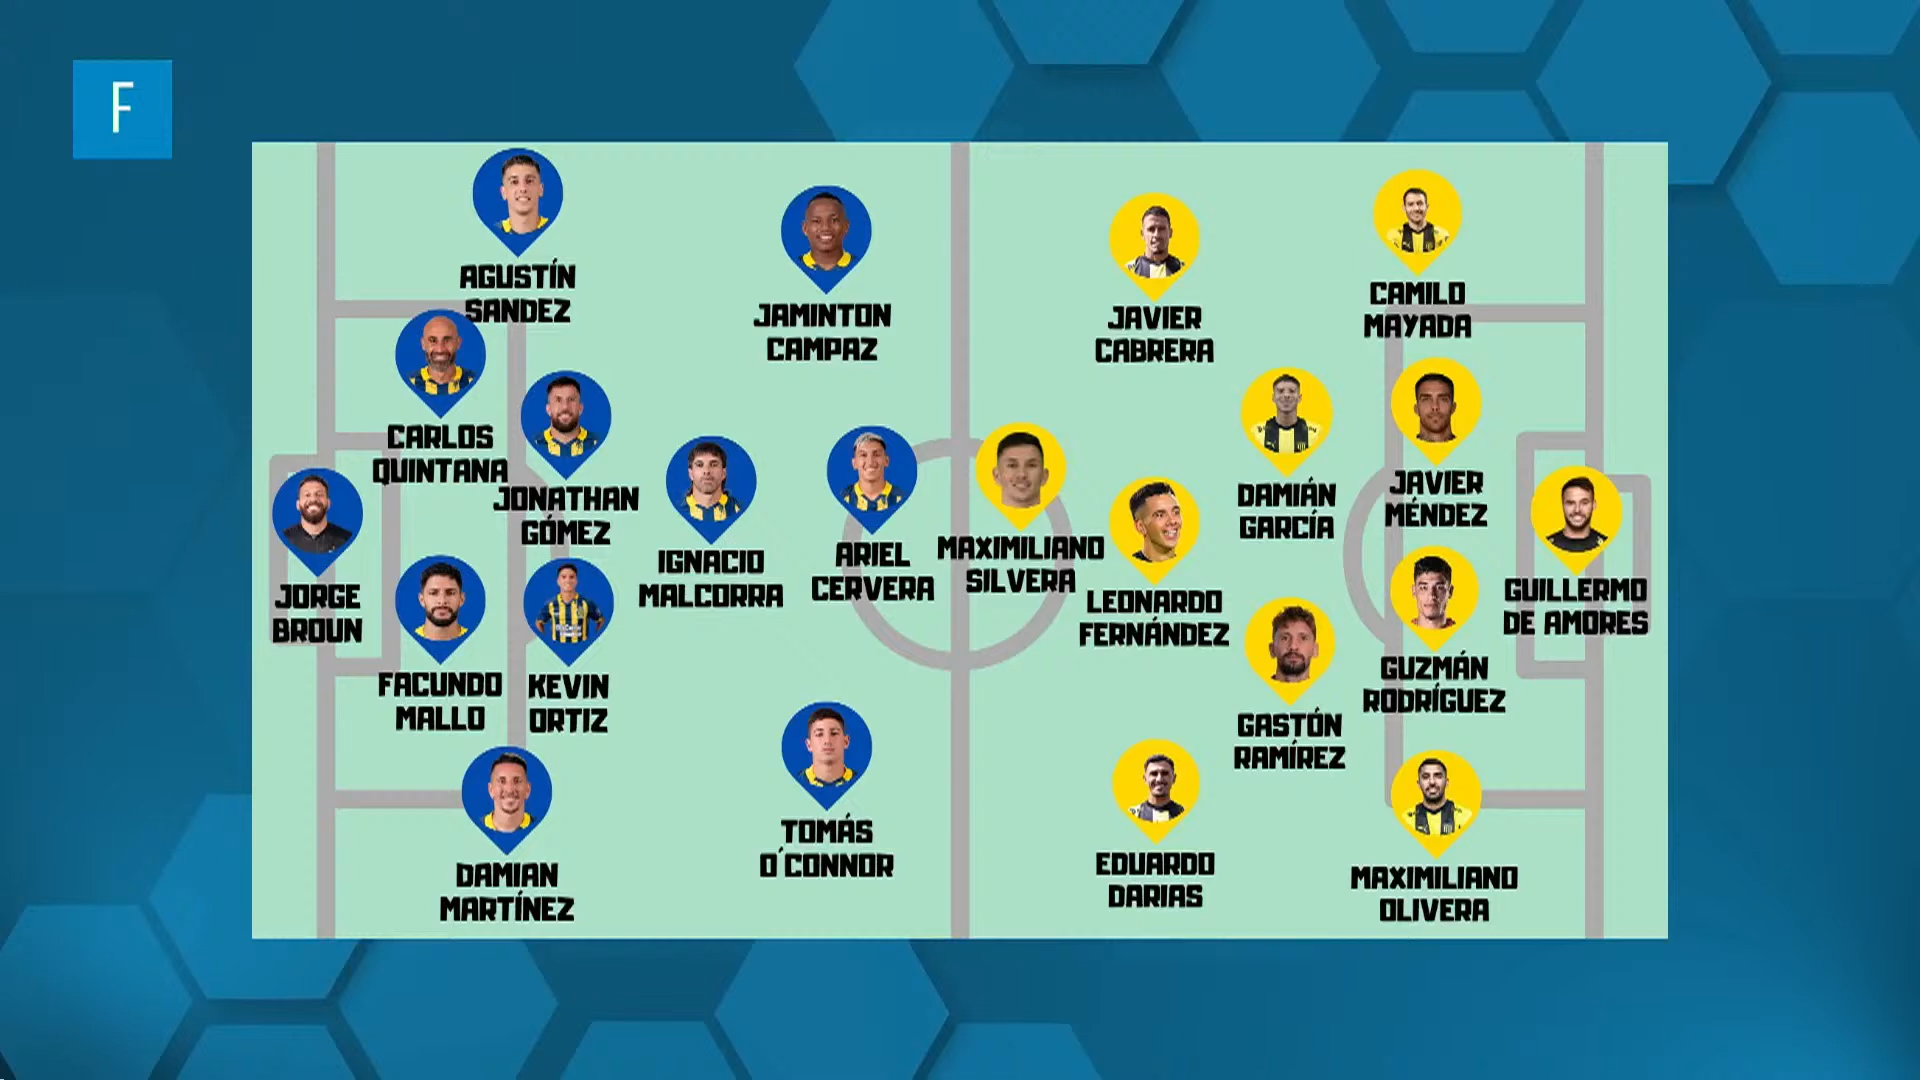 F
AGUSTÍN
SANDEZ
JAMINTON
CAMPAZ
JAVIER
CABRERA
CAMILO
MAYADA
CARLOS
QUINTANA
JONATHAN
GÓMEZ
JORGE
BROUN
FACUNDO
MALLO
KEVIN
ORTIZ
IGNACIO
MALCORRA
ARIEL
CERVERA
MAXIMILIANO
SILVERA
LEONARDO
FERNÁNDEZ
DAMIÁN
GARCÍA
JAVIER
MÉNDEZ
GUILLERMO
DE AMORES
GASTÓN
RAMÍREZ
GUZMÁN
RODRÍGUEZ
DAMIAN
MARTÍNEZ
TOMÁS
O´CONNOR
EDUARDO
DARIAS
MAXIMILIANO
OLIVERA